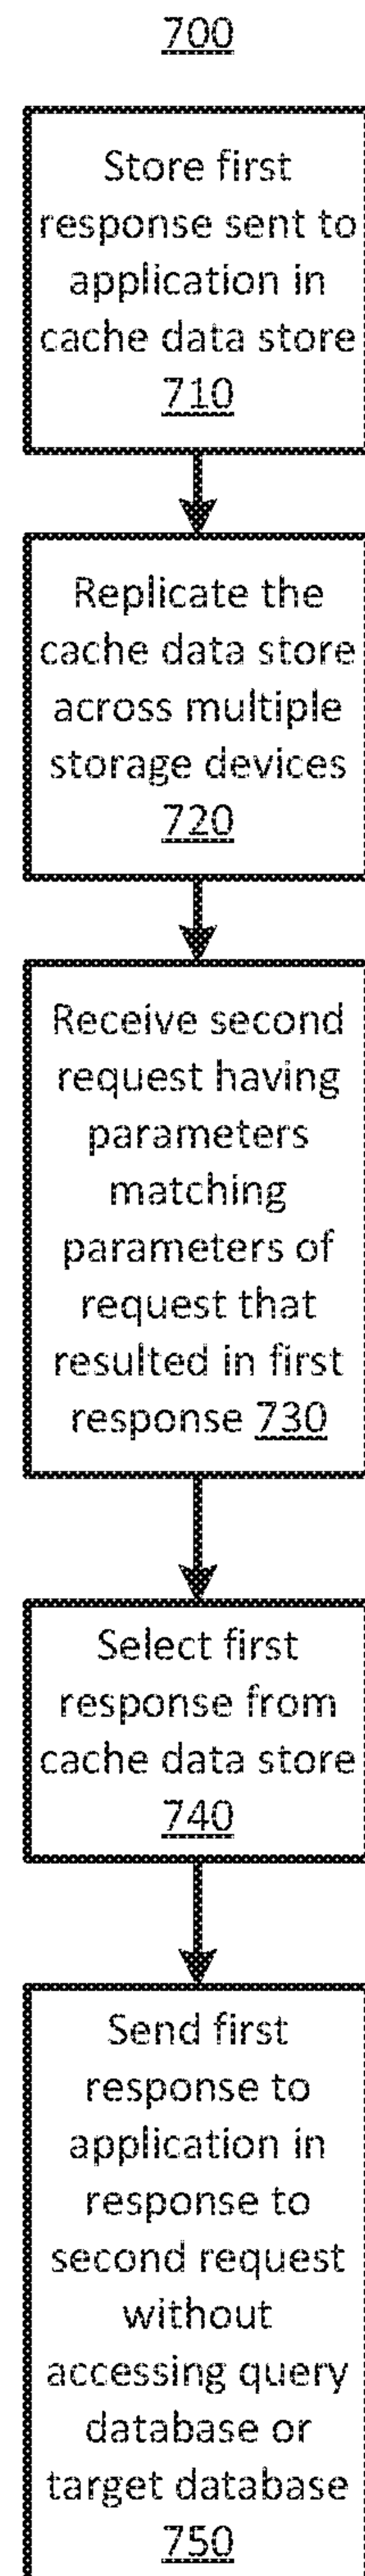 700
Store first
response sent to
application in
cache data store
710
Replicate the
cache data store
across multiple
storage devices
720
Receive second
request having
parameters
matching
parameters of
request that
resulted in first
response 730
Select first
response from
cache data store
740
Send first
response to
application in
response to
second request
without
accessing query
database or
target database
750